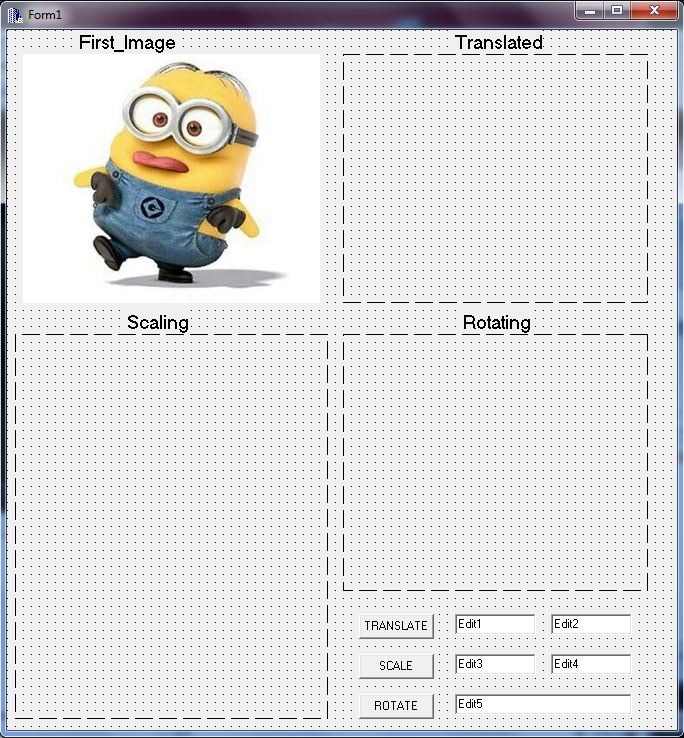 Form1
First_Image
Translated
Scaling
Rotating
TRANSLATE
Edit1
Edit2
SCALE
Edit3
Edit4
ROTATE
Edit5